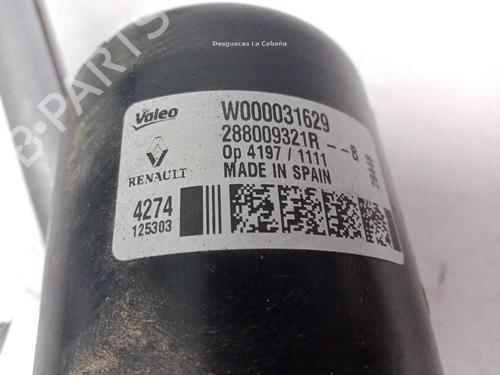 Desguaces La Cabaña
B-PARTS
Valeo
W000031629
288009321R - - B
Op 4197 / 1111
MADE IN SPAIN
RENAULT
4274
125303